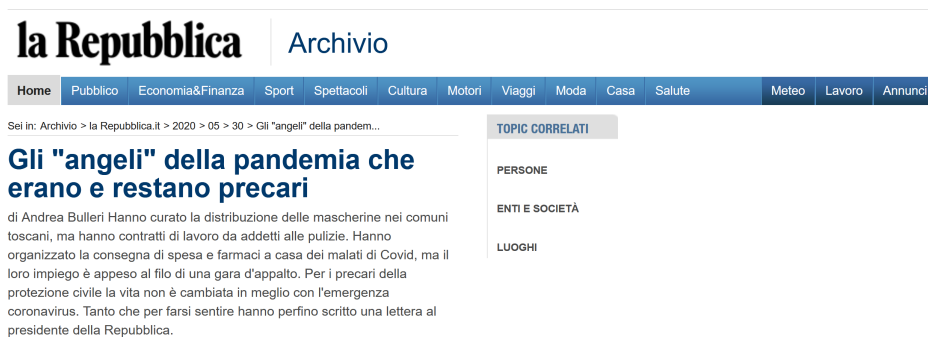 la Repubblica Archivio
Home Pubblico Economia&Finanza Sport Spettacoli Cultura Motori Viaggi Moda Casa Salute Meteo Lavoro Annunci
Sei in: Archivio > la Repubblica.it > 2020 > 05 > 30 > Gli "angeli" della pandem...
Gli "angeli" della pandemia che
erano e restano precari
di Andrea Bulleri Hanno curato la distribuzione delle mascherine nei comuni
toscani, ma hanno contratti di lavoro da addetti alle pulizie. Hanno
organizzato la consegna di spesa e farmaci a casa dei malati di Covid, ma il
loro impiego è appeso al filo di una gara d'appalto. Per i precari della
protezione civile la vita non è cambiata in meglio con l'emergenza
coronavirus. Tanto che per farsi sentire hanno perfino scritto una lettera al
presidente della Repubblica.
TOPIC CORRELATI
PERSONE
ENTI E SOCIETÀ
LUOGHI